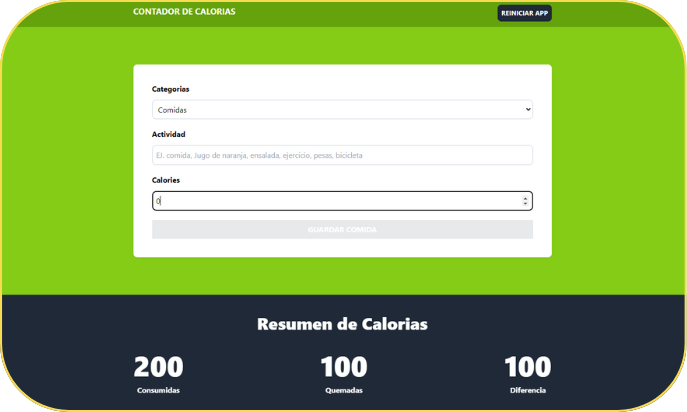 CONTADOR DE CALORIAS
REINICIAR APP
Categorias
Comidas
Actividad
EJ. comida, Jugo de naranja, ensalada, ejercicio, pesas, bicicleta
Calories
0
GUARDAR COMIDA
Resumen de Calorias
200 100 100
Consumidas Quemadas Diferencia